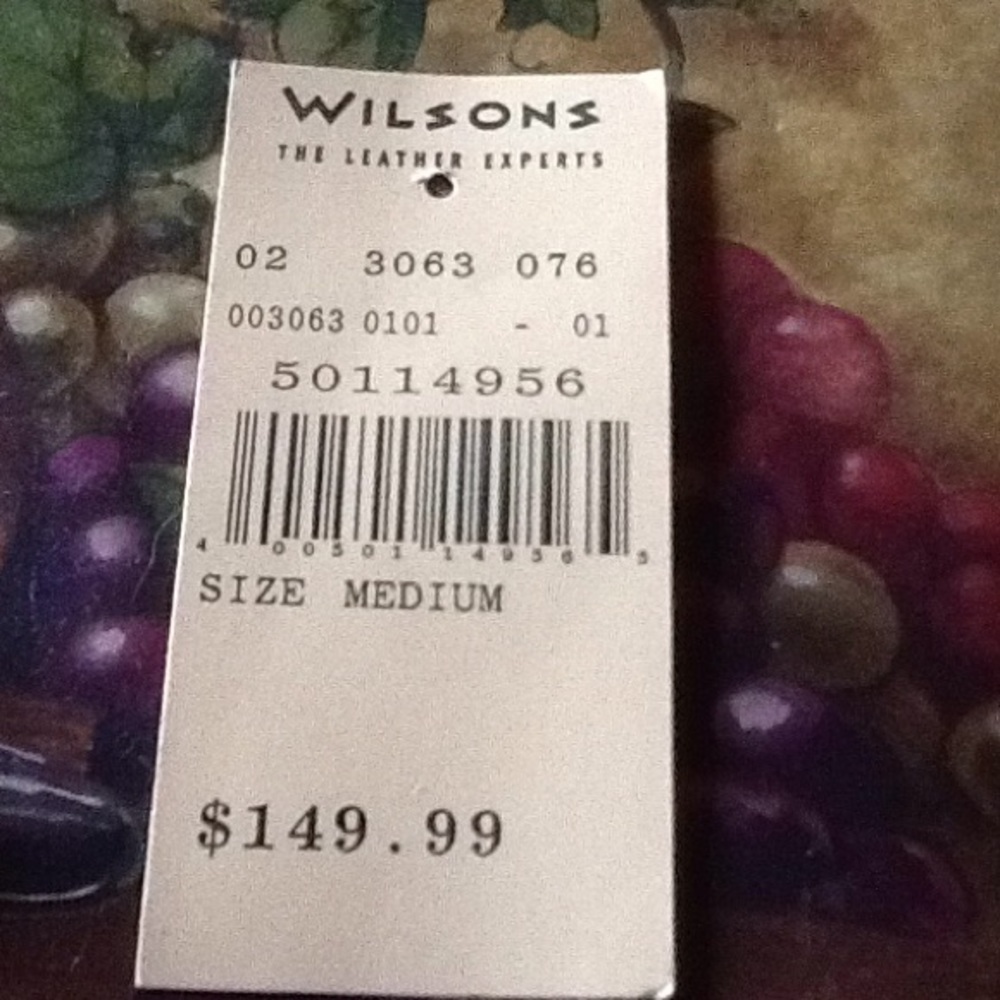 WILSONS
THE LEATHER EXPERTS
02 3063 076
003063 0101 - 01
50114956
4 00501 14956 5
SIZE MEDIUM
$149.99